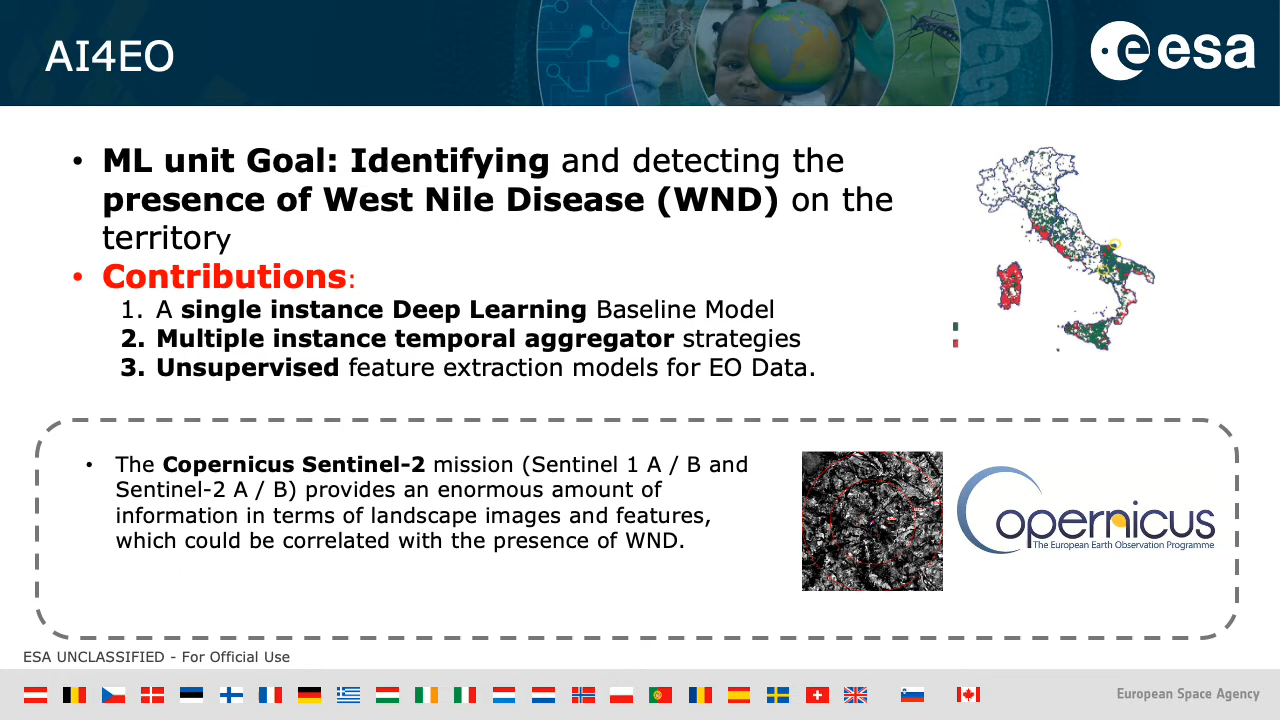 AI4EO
esa
• ML unit Goal: Identifying and detecting the
presence of West Nile Disease (WND) on the
territory
• Contributions:
1. A single instance Deep Learning Baseline Model
2. Multiple instance temporal aggregator strategies
3. Unsupervised feature extraction models for EO Data.
• The Copernicus Sentinel-2 mission (Sentinel 1 A / B and
Sentinel-2 A / B) provides an enormous amount of
information in terms of landscape images and features,
which could be correlated with the presence of WND.
Copernicus
The European Earth Observation Programme
ESA UNCLASSIFIED - For Official Use
European Space Agency